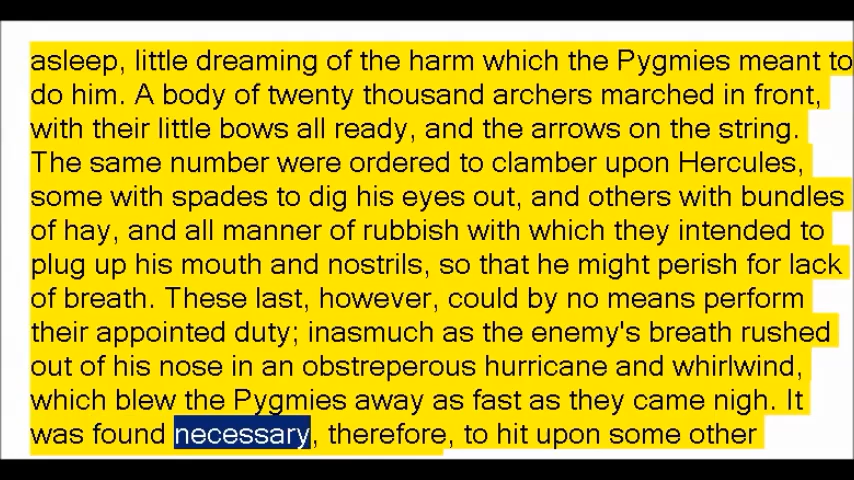 asleep, little dreaming of the harm which the Pygmies meant to
do him. A body of twenty thousand archers marched in front,
with their little bows all ready, and the arrows on the string.
The same number were ordered to clamber upon Hercules,
some with spades to dig his eyes out, and others with bundles
of hay, and all manner of rubbish with which they intended to
plug up his mouth and nostrils, so that he might perish for lack
of breath. These last, however, could by no means perform
their appointed duty; inasmuch as the enemy's breath rushed
out of his nose in an obstreperous hurricane and whirlwind,
which blew the Pygmies away as fast as they came nigh. It
was found necessary, therefore, to hit upon some other